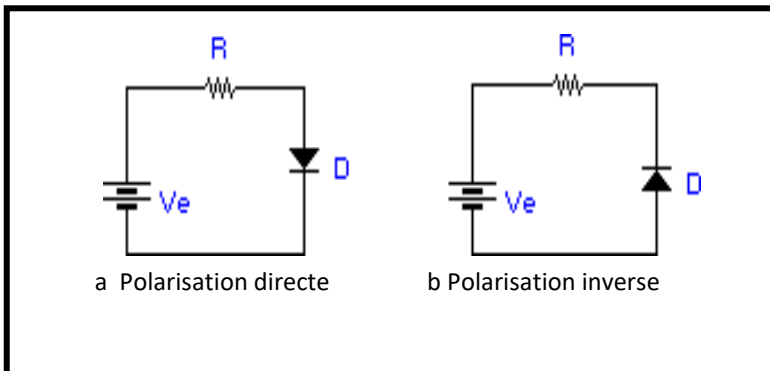 R
R
D
D
Ve
Ve
a Polarisation directe
b Polarisation inverse